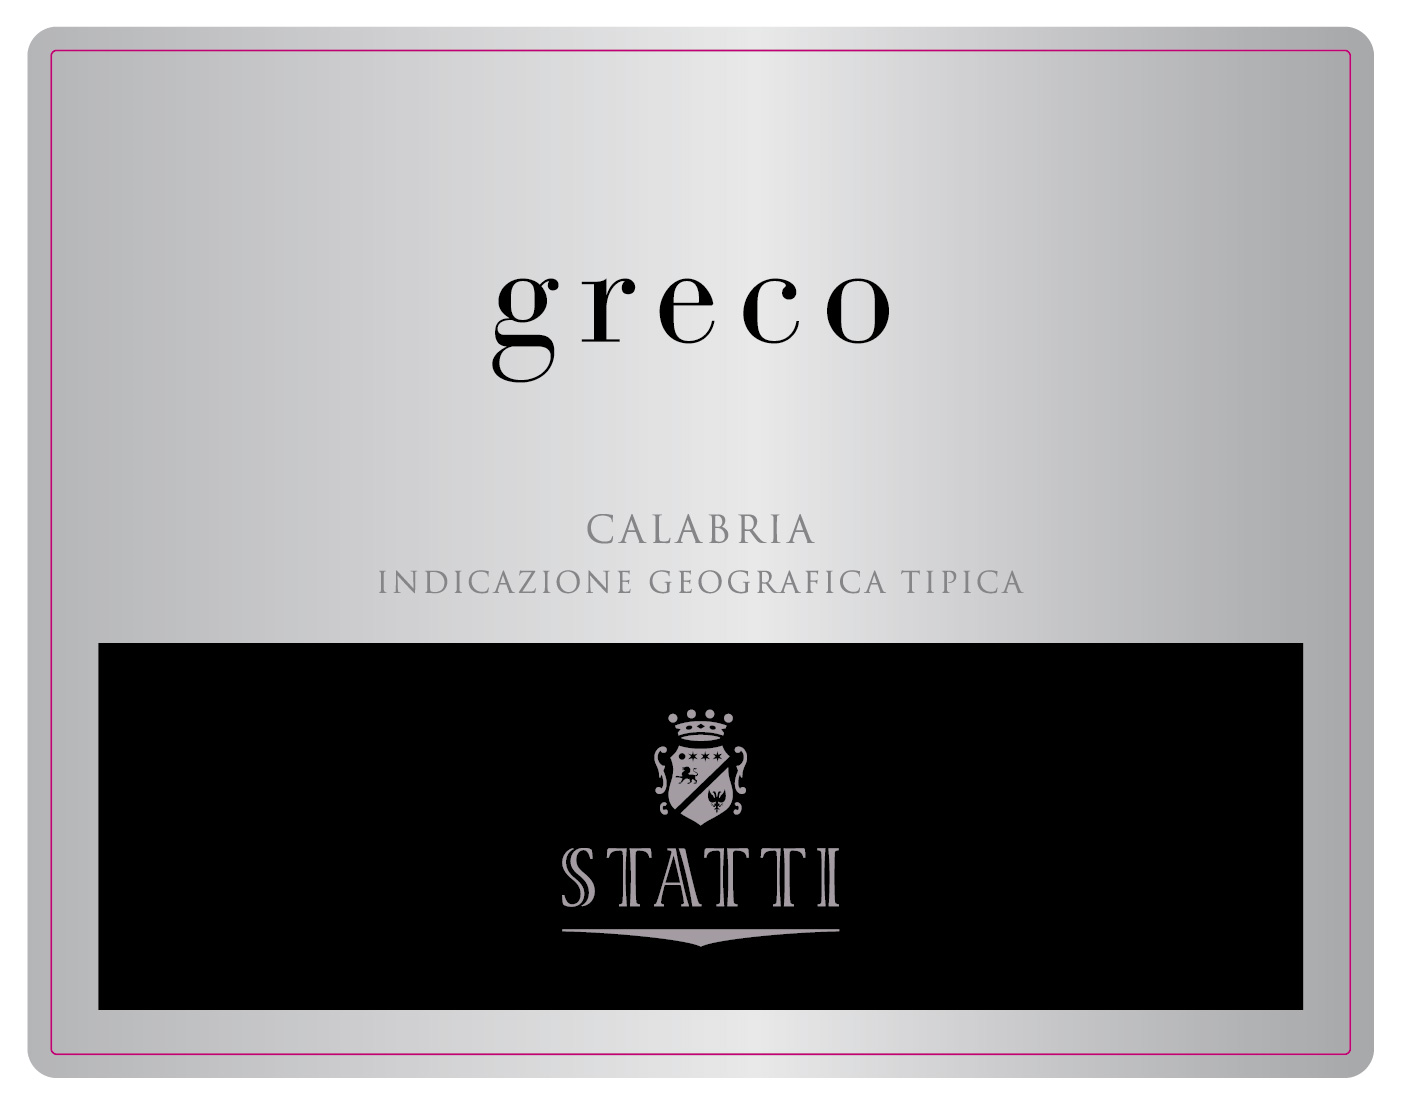 greco
CALABRIA
INDICAZIONE GEOGRAFICA TIPICA
STATTI